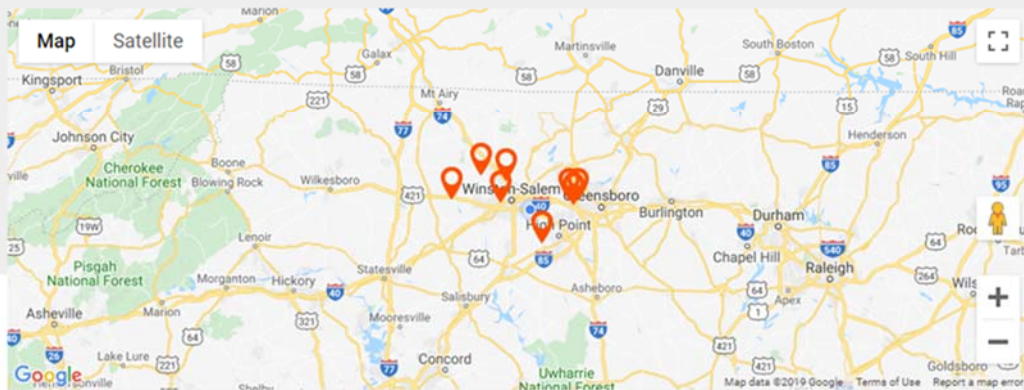 Marion
Map
Satellite
Galax
Martinsville
South Boston
South Hill
85
58
58
58
58
Bristol
Kingsport
Danville
Mt Airy
221
29
15
74
77
Johnson City
Henderson
Cherokee
National Forest
Boone
Blowing Rock
Wilkesboro
85
95
421
Winston-Salem
Greensboro
40
Burlington
Durham
High Point
19W
25
Lenoir
40
64
540
Chapel Hill
85
64
Raleigh
Pisgah
National Forest
Morganton
Hickory
Statesville
Asheboro
264
64
Apex
40
Salisbury
Marion
1
Asheville
321
Mooresville
74
64
421
40
26
Lake Lure
221
Concord
77
421
Uwharrie
National Forest
Goldsboro
Google
Shelby
Map data ©2019 Google
Terms of Use
Report a map error